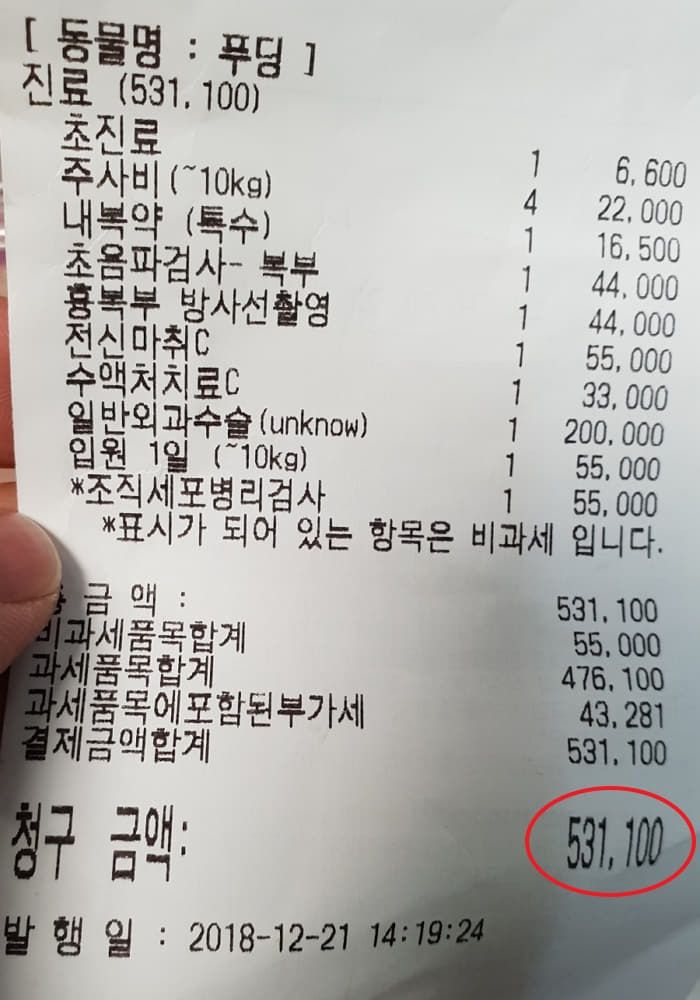 [ 동물명 : 푸딩 ]
진료 (531,100)
초진료 1 6,600
주사비(~10kg) 4 22,000
내복약 (특수) 1 16,500
초음파검사- 복부 1 44,000
흉복부 방사선촬영 1 44,000
전신마취C 1 55,000
수액처치료C 1 33,000
일반외과수술(unknow) 1 200,000
입원 1일 (~10kg) 1 55,000
*조직세포병리검사 1 55,000
*표시가 되어 있는 항목은 비과세 입니다.
금 액 : 531,100
비과세품목합계 55,000
과세품목합계 476,100
과세품목에포함된부가세 43,281
결제금액합계 531,100
청구 금액: 531,100
발 행 일 : 2018-12-21 14:19:24